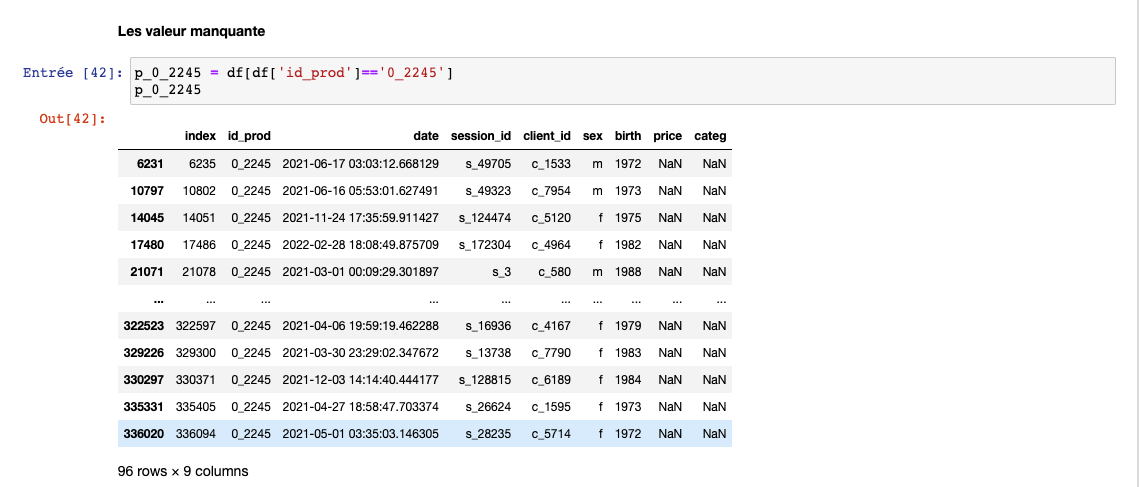 Les valeur manquante
Entrée [42]: p_0_2245 = df[df['id_prod']=='0_2245']
p_0_2245
Out[42]:
index id_prod date session_id client_id sex birth price categ
6231 6235 0_2245 2021-06-17 03:03:12.668129 s_49705 c_1533 m 1972 NaN NaN
10797 10802 0_2245 2021-06-16 05:53:01.627491 s_49323 c_7954 m 1973 NaN NaN
14045 14051 0_2245 2021-11-24 17:35:59.911427 s_124474 c_5120 f 1975 NaN NaN
17480 17486 0_2245 2022-02-28 18:08:49.875709 s_172304 c_4964 f 1982 NaN NaN
21071 21078 0_2245 2021-03-01 00:09:29.301897 s_3 c_580 m 1988 NaN NaN
... ... ... ... ... ... ... ... ... ...
322523 322597 0_2245 2021-04-06 19:59:19.462288 s_16936 c_4167 f 1979 NaN NaN
329226 329300 0_2245 2021-03-30 23:29:02.347672 s_13738 c_7790 f 1983 NaN NaN
330297 330371 0_2245 2021-12-03 14:14:40.444177 s_128815 c_6189 f 1984 NaN NaN
335331 335405 0_2245 2021-04-27 18:58:47.703374 s_26624 c_1595 f 1973 NaN NaN
336020 336094 0_2245 2021-05-01 03:35:03.146305 s_28235 c_5714 f 1972 NaN NaN
96 rows × 9 columns